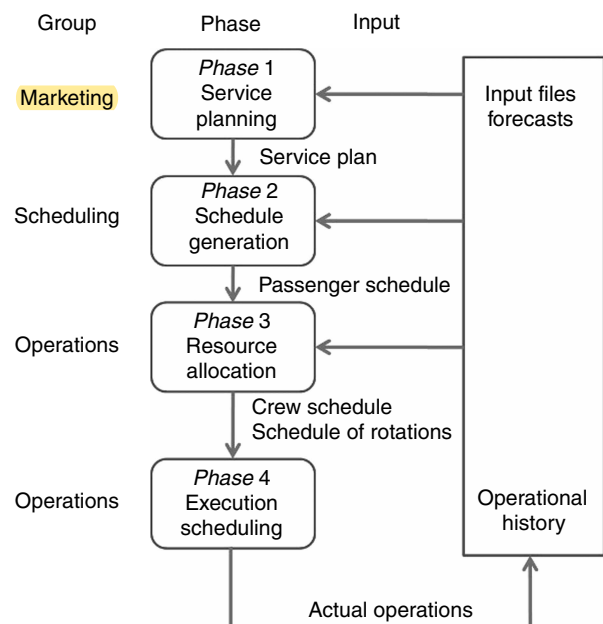 Group Phase Input
Phase 1
Marketing
Service
planning
Input files
forecasts
Service plan
Phase 2
Scheduling
Schedule
generation
Passenger schedule
Phase 3
Operations
Resource
allocation
Crew schedule
Schedule of rotations
Phase 4
Operations
Execution
scheduling
Operational
history
Actual operations